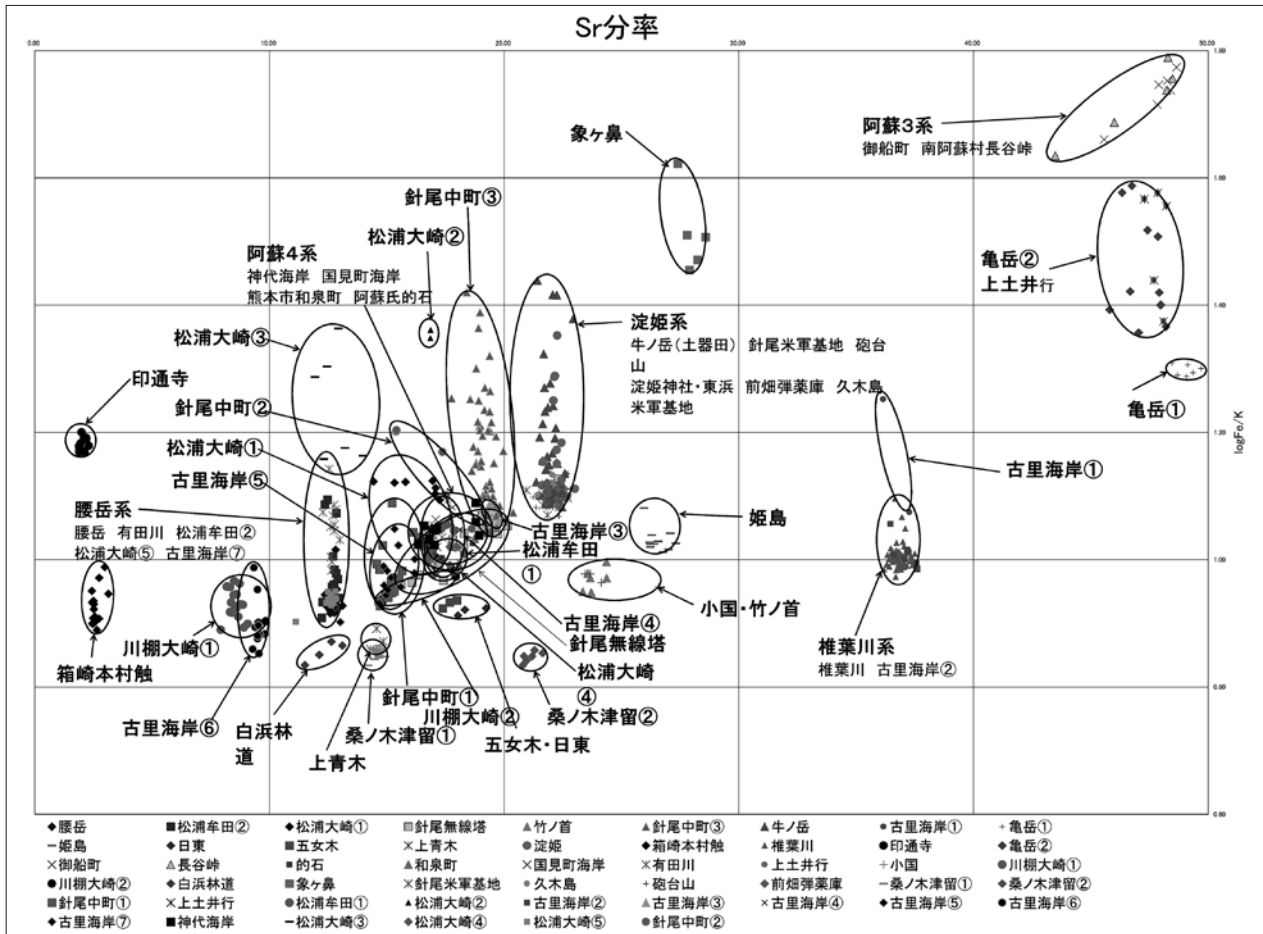 Sr分率
0.00 10.00 20.00 30.00 40.00 50.00
1.80
1.60
1.40
1.20
1.00
0.80
0.60
logFe/K
象ヶ鼻
阿蘇3系
御船町 南阿蘇村長谷峠
針尾中町③
松浦大崎②
阿蘇4系
神代海岸 国見町海岸
熊本市和泉町 阿蘇氏的石
亀岳②
上土井行
松浦大崎③
淀姫系
牛ノ岳(土器田) 針尾米軍基地 砲台
山
淀姫神社・東浜 前畑弾薬庫 久木島
米軍基地
印通寺
亀岳①
針尾中町②
松浦大崎①
古里海岸⑤
古里海岸①
腰岳系
腰岳 有田川 松浦牟田②
松浦大崎⑤ 古里海岸⑦
姫島
古里海岸③
松浦牟田
①
小国・竹ノ首
古里海岸④
針尾無線塔
松浦大崎
④
椎葉川系
椎葉川 古里海岸②
川棚大崎①
箱崎本村触
針尾中町①
川棚大崎②
桑ノ木津留②
古里海岸⑥
白浜林
道
桑ノ木津留①
五女木・日東
上青木
◆腰岳 ■松浦牟田② ◆松浦大崎① ■針尾無線塔 ▲竹ノ首 ▲針尾中町③ ▲牛ノ岳 ●古里海岸① +亀岳①
−姫島 ◆日東 ■五女木 ×上青木 ●淀姫 ◆箱崎本村触 ▲椎葉川 ●印通寺 ◆亀岳②
×御船町 ▲長谷峠 ■的石 ▲和泉町 ×国見町海岸 ×有田川 ●上土井行 +小国 ●川棚大崎①
●川棚大崎② ◆白浜林道 ■象ヶ鼻 ×針尾米軍基地 ●久木島 +砲台山 ◆前畑弾薬庫 −桑ノ木津留① ◆桑ノ木津留②
■針尾中町① ×上土井行 ●松浦牟田① ▲松浦大崎② ■古里海岸② ▲古里海岸③ ×古里海岸④ ◆古里海岸⑤ ●古里海岸⑥
◆古里海岸⑦ ■神代海岸 −松浦大崎③ ◆松浦大崎④ ■松浦大崎⑤ ●針尾中町②